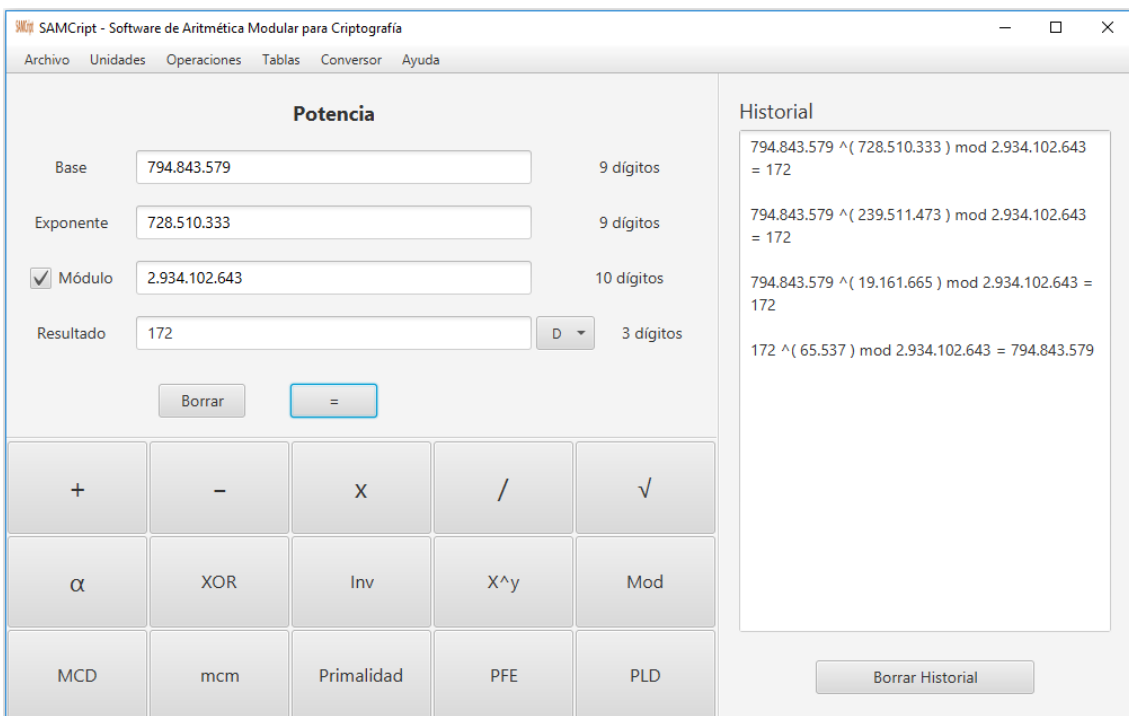 SAMCript - Software de Aritmética Modular para Criptografía
Archivo Unidades Operaciones Tablas Conversor Ayuda
Potencia
Base 794.843.579 9 dígitos
Exponente 728.510.333 9 dígitos
Módulo 2.934.102.643 10 dígitos
Resultado 172 D 3 dígitos
Borrar =
+ − x / √
α XOR Inv X^y Mod
MCD mcm Primalidad PFE PLD
Historial
794.843.579 ^( 728.510.333 ) mod 2.934.102.643
= 172
794.843.579 ^( 239.511.473 ) mod 2.934.102.643
= 172
794.843.579 ^( 19.161.665 ) mod 2.934.102.643 =
172
172 ^( 65.537 ) mod 2.934.102.643 = 794.843.579
Borrar Historial